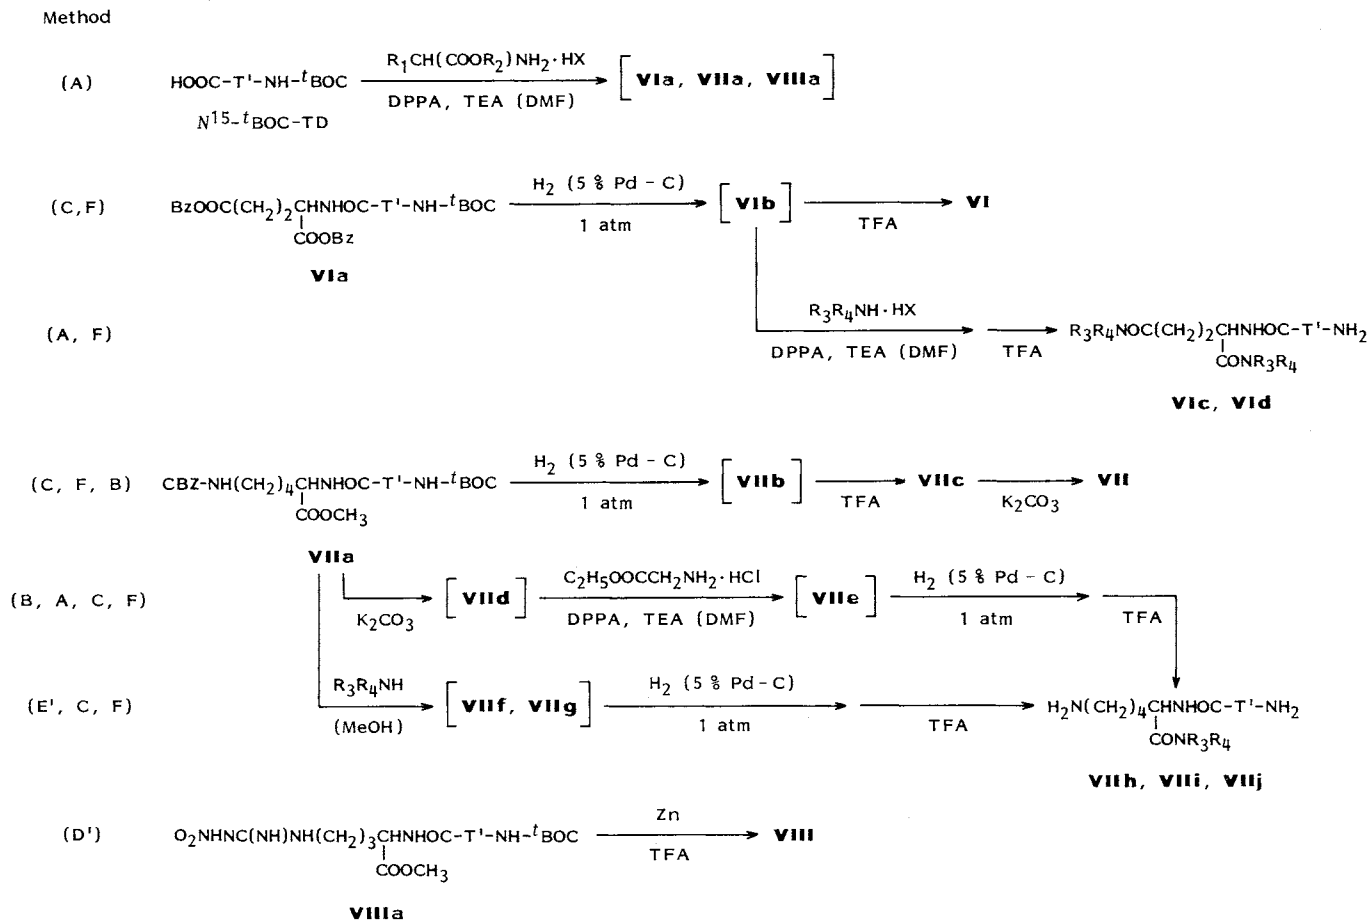 Method
(A) HOOC-T'-NH-ᵗBOC R₁CH(COOR₂)NH₂·HX [VIa, VIIa, VIIIa]
DPPA, TEA (DMF)
N¹⁵-ᵗBOC-TD
(C,F) BzOOC(CH₂)₂CHNHOC-T'-NH-ᵗBOC H₂ (5 % Pd - C) [VIb] VI
COOBz 1 atm TFA
VIa
(A, F) R₃R₄NH·HX R₃R₄NOC(CH₂)₂CHNHOC-T'-NH₂
DPPA, TEA (DMF) TFA CONR₃R₄
VIc, VId
(C, F, B) CBZ-NH(CH₂)₄CHNHOC-T'-NH-ᵗBOC H₂ (5 % Pd - C) [VIIb] VIIc VII
COOCH₃ 1 atm TFA K₂CO₃
VIIa
(B, A, C, F) [VIId] C₂H₅OOCCH₂NH₂·HCl [VIIe] H₂ (5 % Pd - C)
K₂CO₃ DPPA, TEA (DMF) 1 atm TFA
(E', C, F) R₃R₄NH [VIIf, VIIg] H₂ (5 % Pd-C) H₂N(CH₂)₄CHNHOC-T'-NH₂
(MeOH) 1 atm TFA CONR₃R₄
VIIh, VIIi, VIIj
(D') O₂NHNC(NH)NH(CH₂)₃CHNHOC-T'-NH-ᵗBOC Zn VIII
COOCH₃ TFA
VIIIa